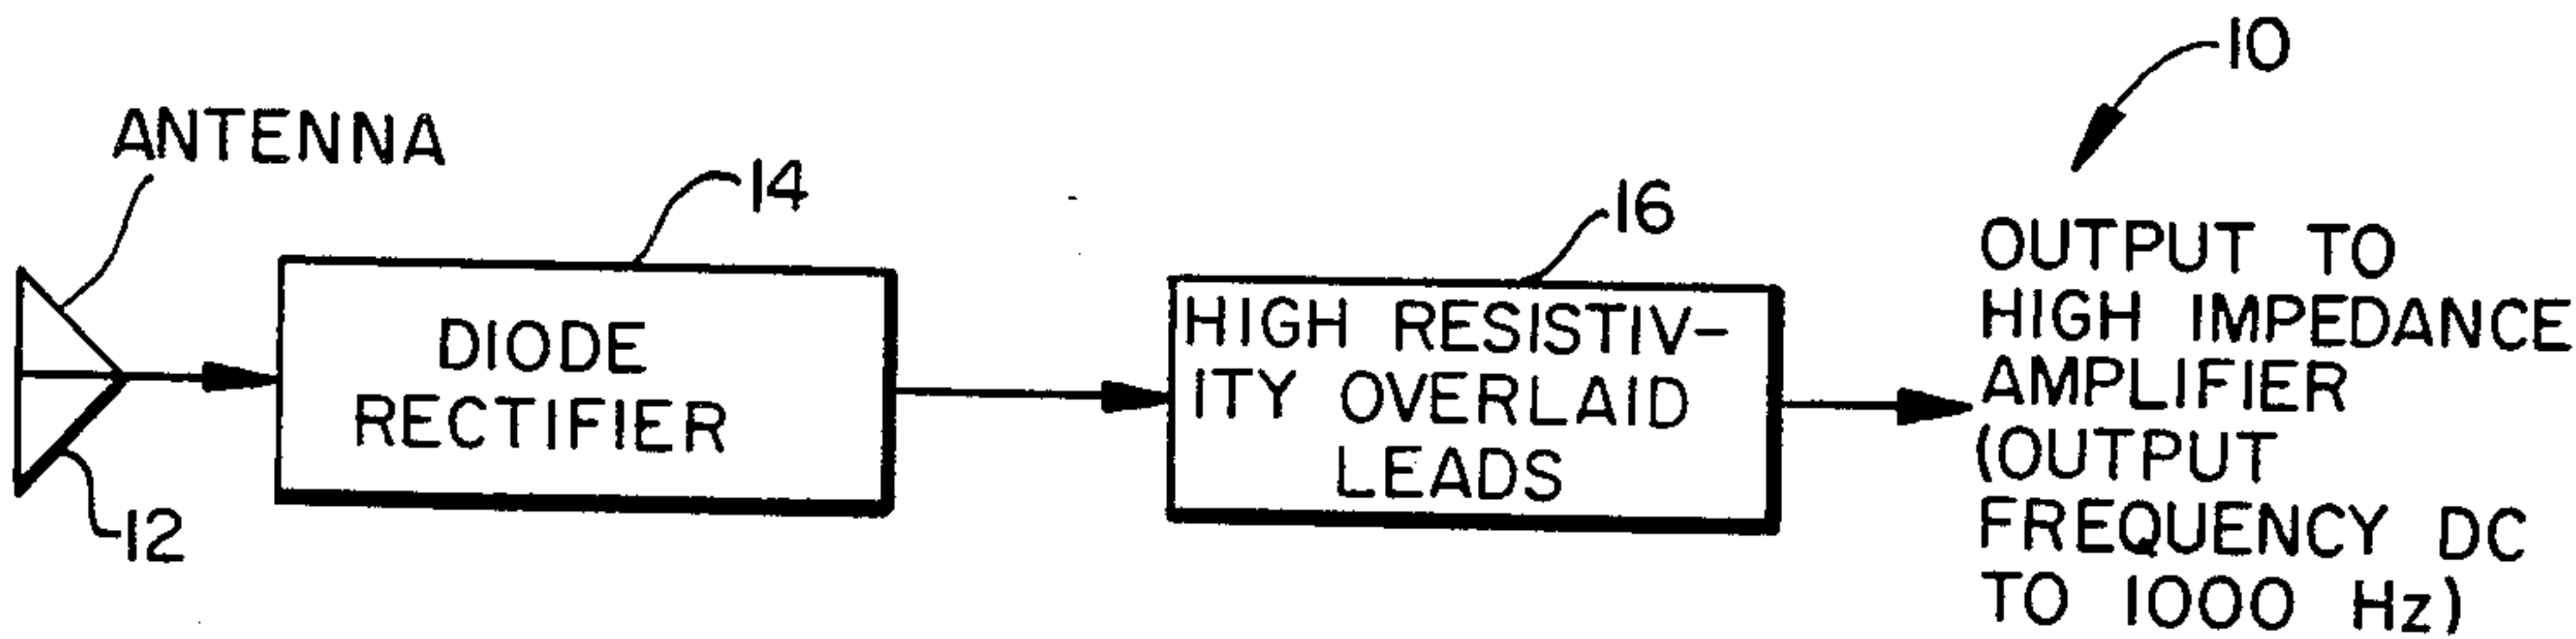 10
ANTENNA
14
16
12
DIODE
RECTIFIER
HIGH RESISTIV-
ITY OVERLAID
LEADS
OUTPUT TO
HIGH IMPEDANCE
AMPLIFIER
(OUTPUT
FREQUENCY DC
TO 1000 Hz)